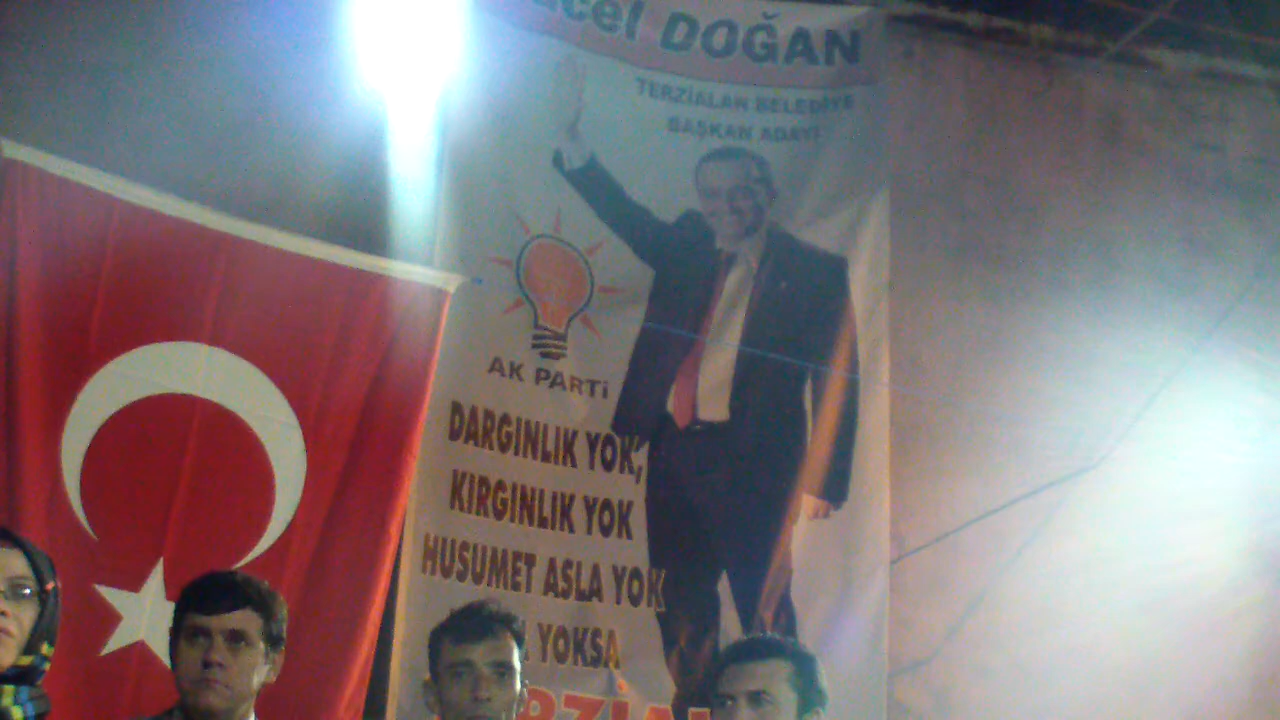 DOĞAN
TERZİALAN BELEDİYE
BAŞKAN ADAYI
AK PARTİ
DARGINLIK YOK,
KIRGINLIK YOK
HUSUMET ASLA YOK
YOKSA